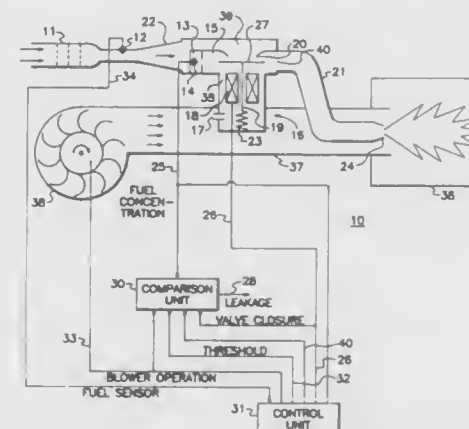 39
22
13
15
27
20
40
11
12
21
34
14
35
18
17
19
16
23
24
25
37
36
38
26
10
FUEL
CONCEN-
TRATION
30
COMPARISON
UNIT
28
LEAKAGE
VALVE CLOSURE
33
40
THRESHOLD
26
BLOWER OPERATION
32
FUEL SENSOR
31
CONTROL
UNIT